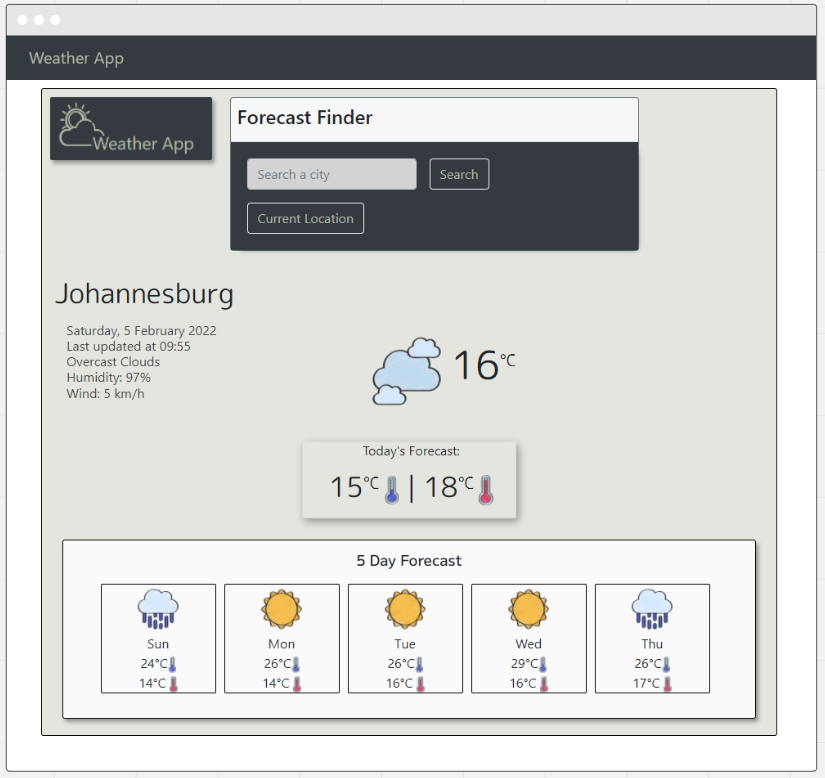 Weather App
Weather App
Forecast Finder
Search a city
Search
Current Location
Johannesburg
Saturday, 5 February 2022
Last updated at 09:55
Overcast Clouds
Humidity: 97%
Wind: 5 km/h
16°C
Today's Forecast:
15°C | 18°C
5 Day Forecast
Sun
24°C
14°C
Mon
26°C
14°C
Tue
26°C
16°C
Wed
29°C
16°C
Thu
26°C
17°C